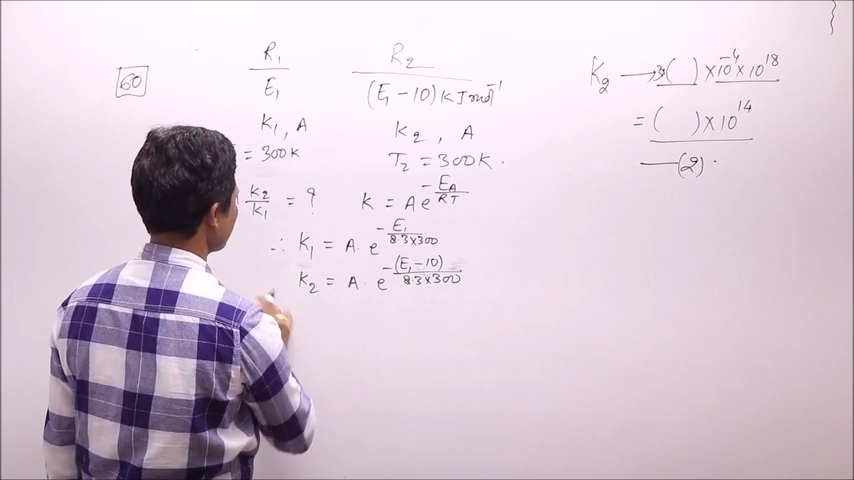 60
R₁ R₂
E₁ (E₁ - 10) kJ mol⁻¹
K₁, A K₂, A
= 300K T₂ = 300K.
K₂/K₁ = ? K = Ae^(-EA/RT)
∴ K₁ = A. e^(-E₁/8.3×300)
K₂ = A. e^(-(E₁-10)/8.3×300)
K₂ → ( ) × 10⁻⁴ × 10¹⁸
= ( ) × 10¹⁴
—(2).